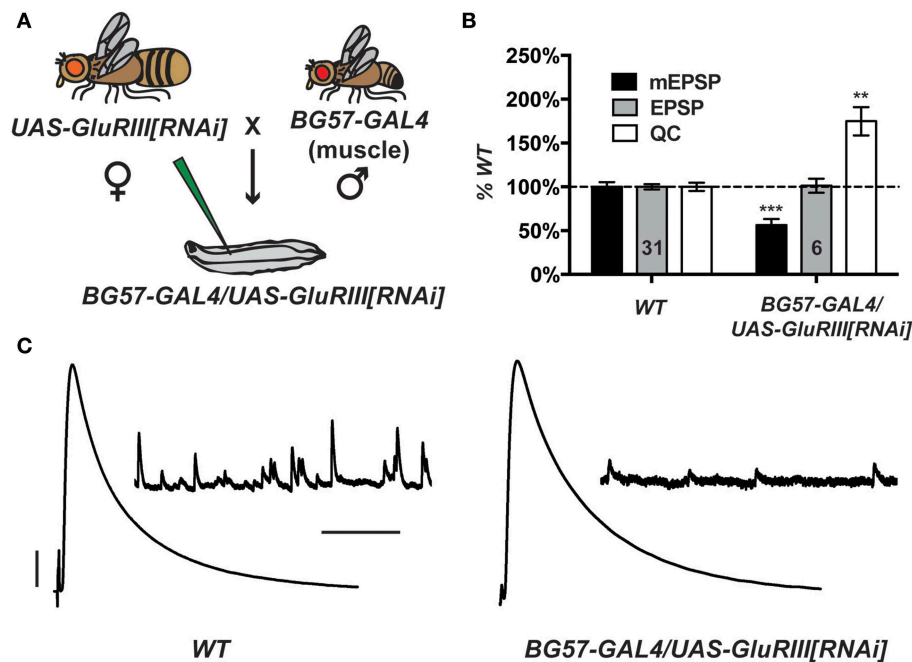 A
UAS-GluRIII[RNAi]
X
BG57-GAL4
(muscle)
♀
♂
BG57-GAL4/UAS-GluRIII[RNAi]
B
% WT
250%
200%
150%
100%
50%
0%
mEPSP
EPSP
QC
**
***
31
6
WT
BG57-GAL4/
UAS-GluRIII[RNAi]
C
WT
BG57-GAL4/UAS-GluRIII[RNAi]